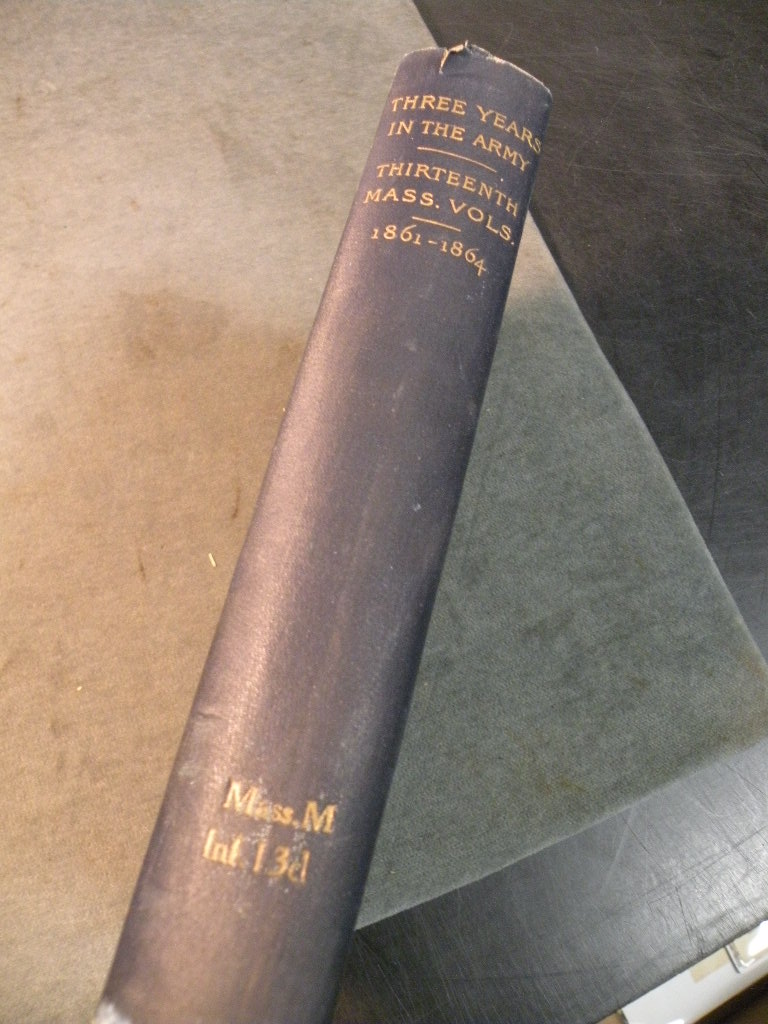 THREE YEARS
IN THE ARMY
THIRTEENTH
MASS. VOLS.
1861-1864
Mass.M
Inf. 13d